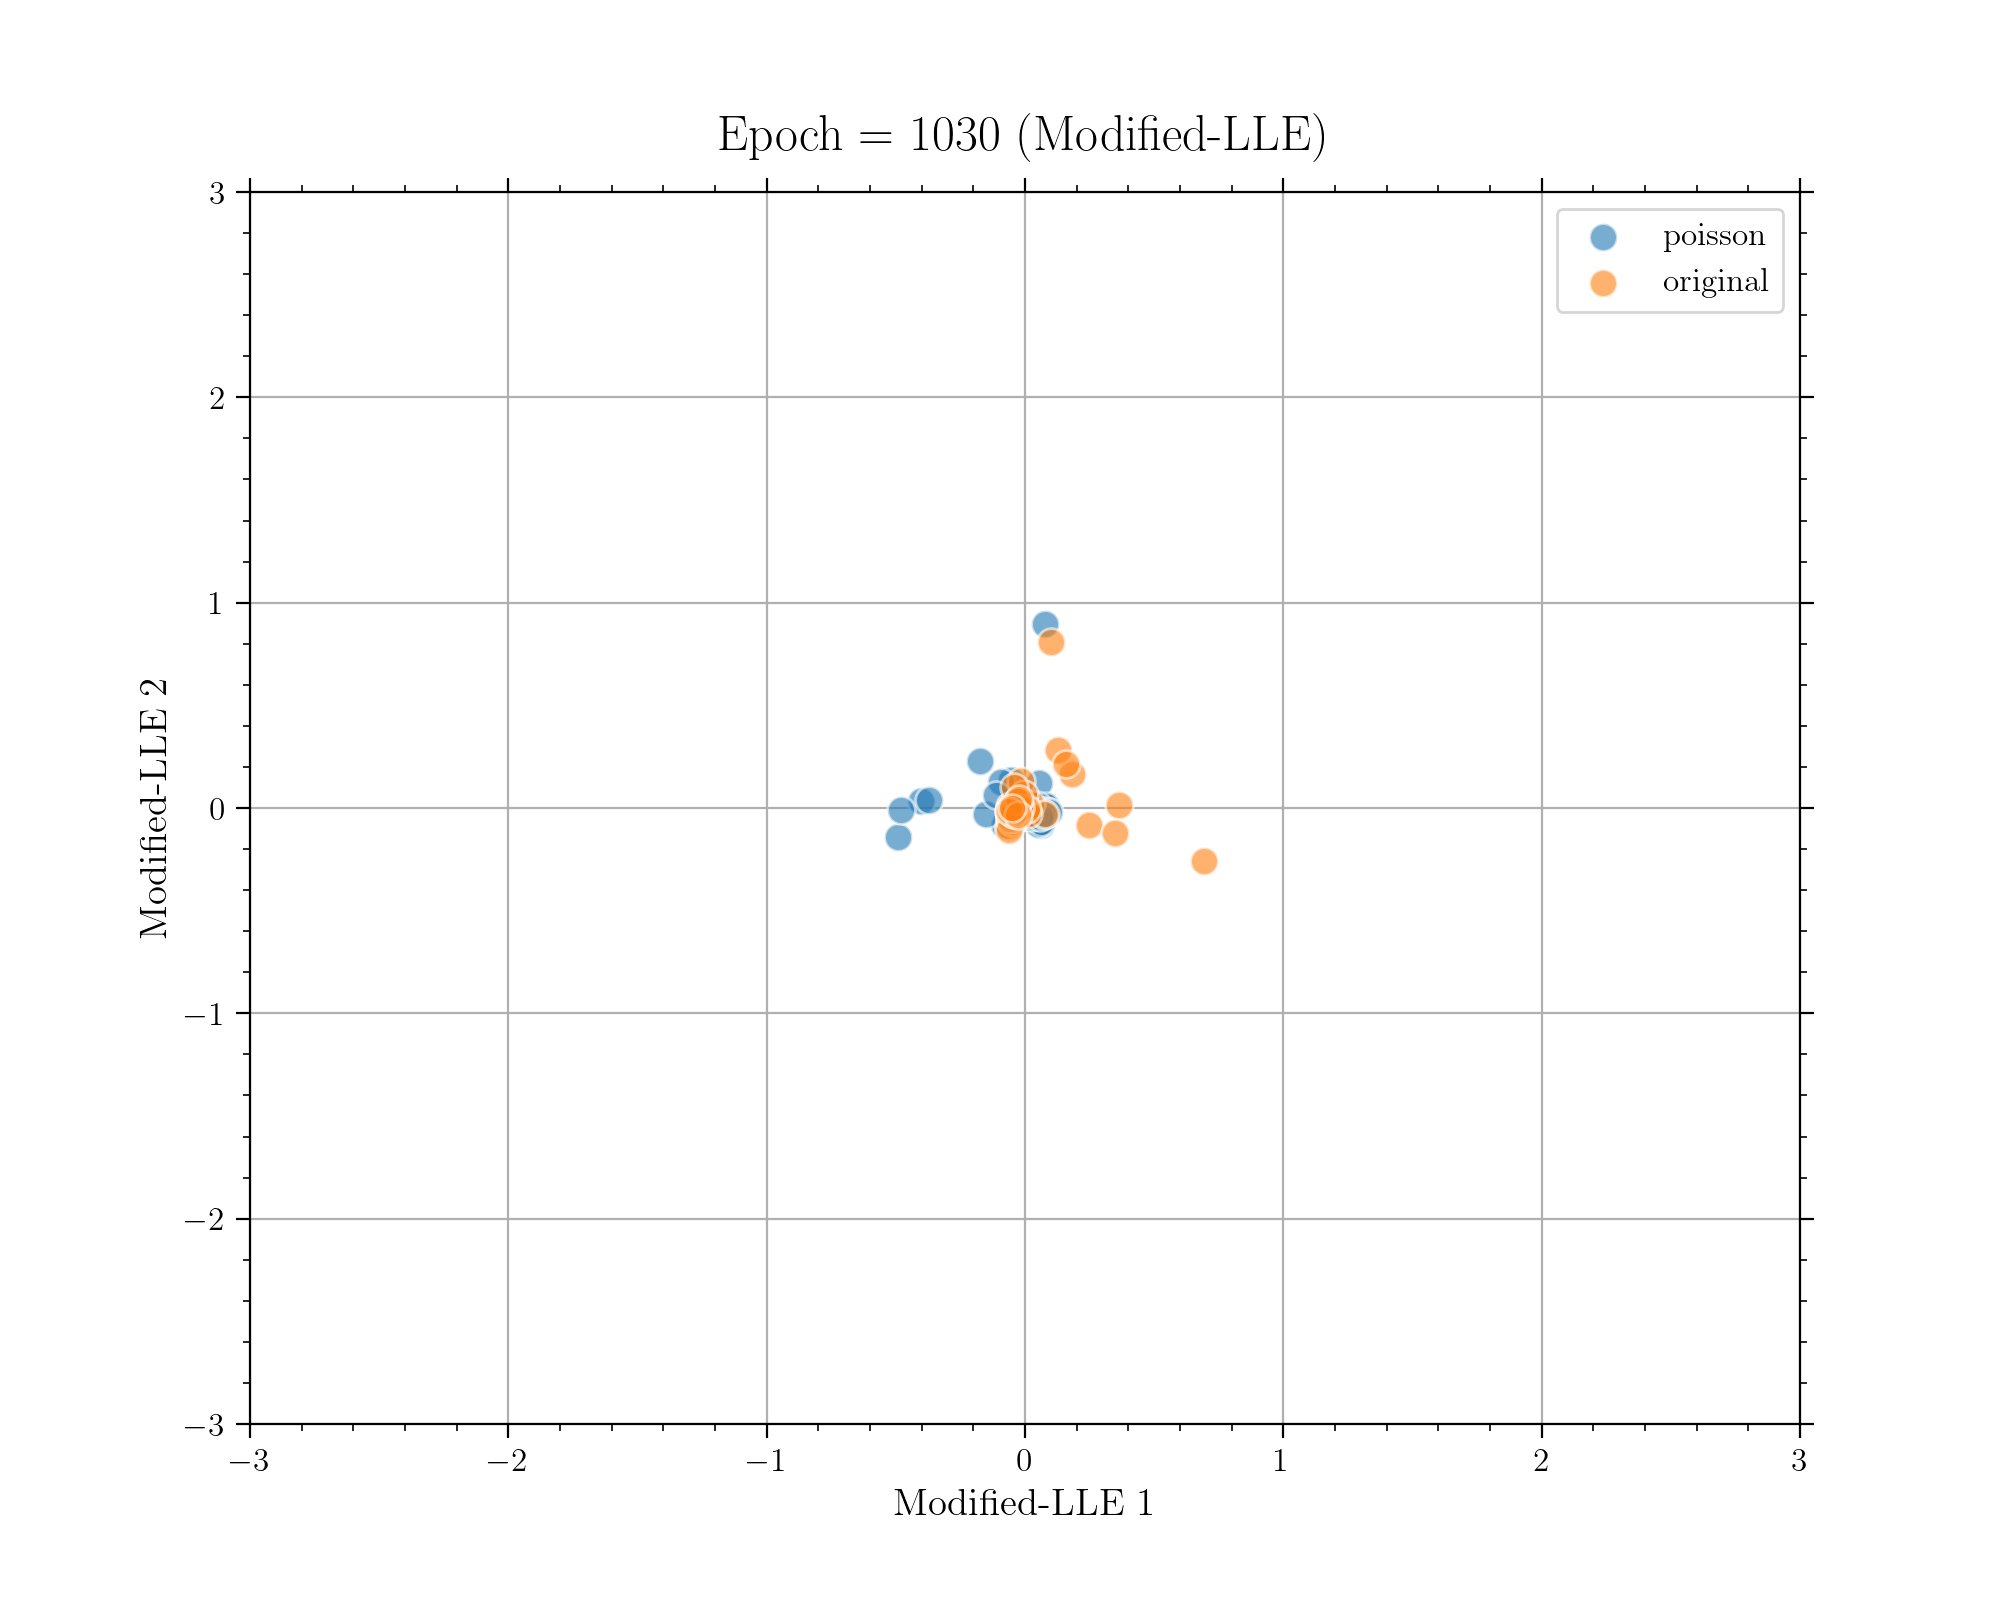 Epoch = 1030 (Modified-LLE)
poisson
original
3
2
1
0
−1
−2
−3
Modified-LLE 2
−3
−2
−1
0
1
2
3
Modified-LLE 1